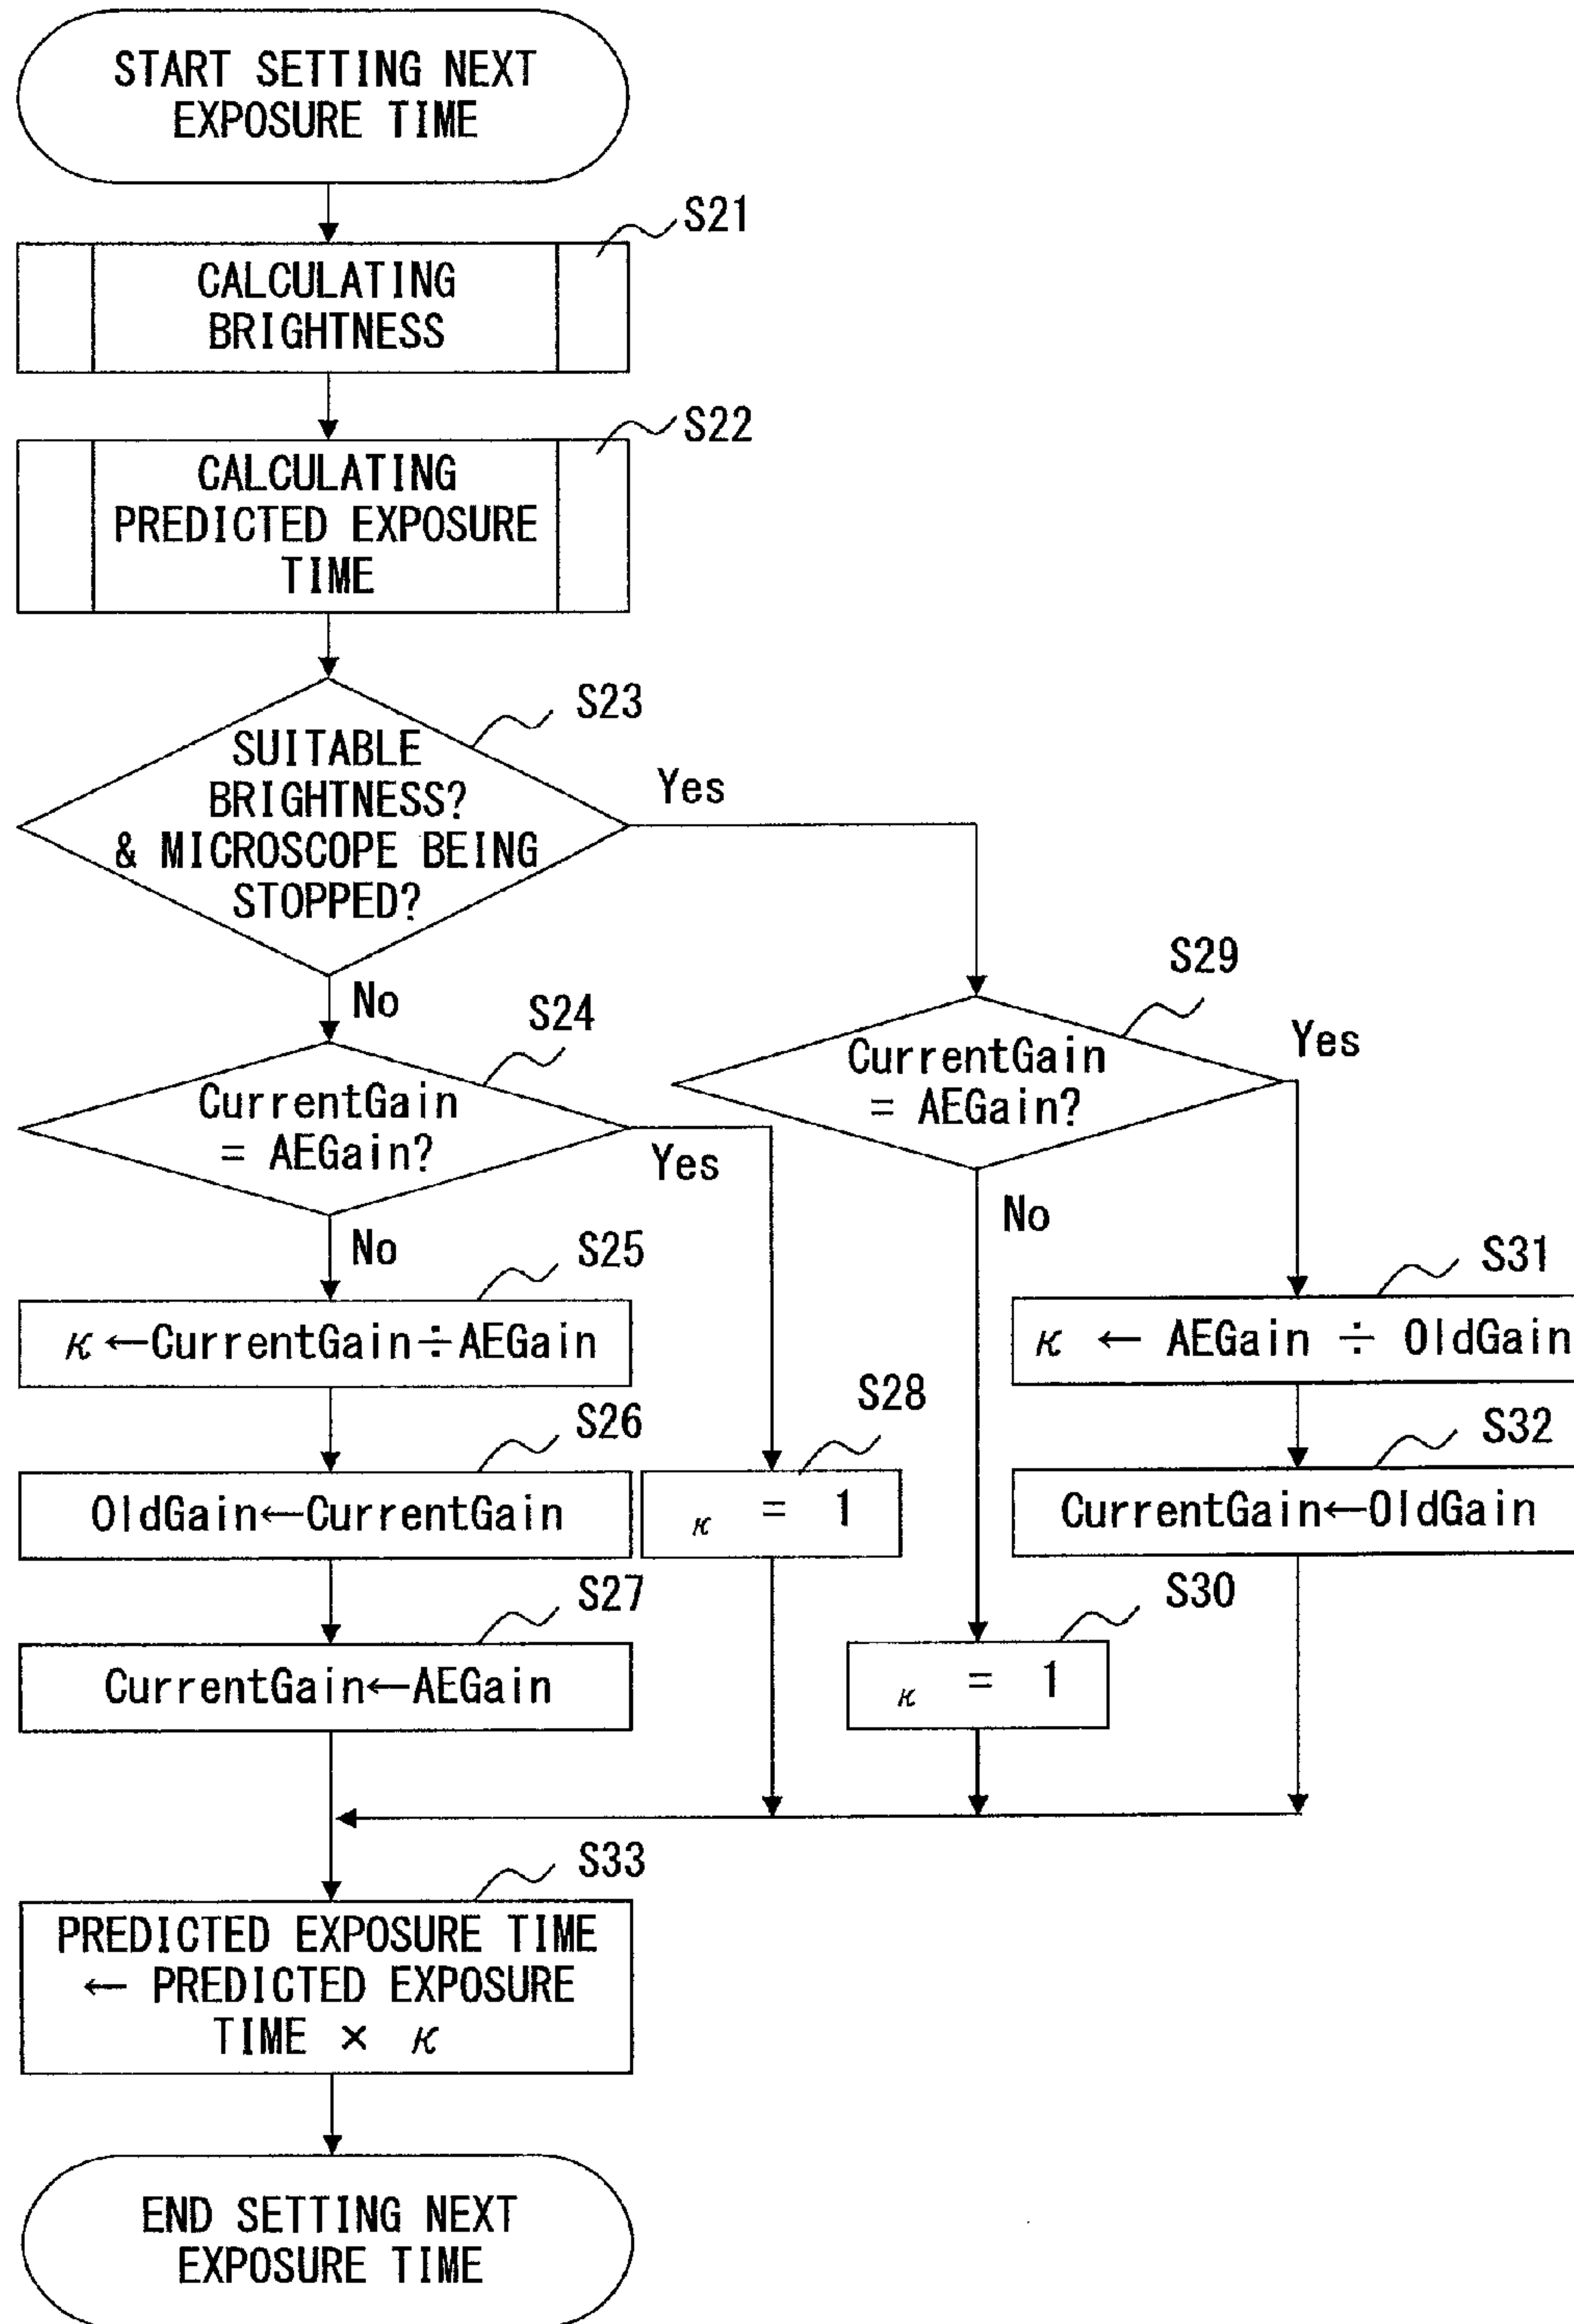 START SETTING NEXT
EXPOSURE TIME
S21
CALCULATING
BRIGHTNESS
S22
CALCULATING
PREDICTED EXPOSURE
TIME
S23
SUITABLE
BRIGHTNESS?
& MICROSCOPE BEING
STOPPED?
Yes
No
S24
CurrentGain
= AEGain?
Yes
No
S29
CurrentGain
= AEGain?
Yes
No
S25
κ←CurrentGain÷AEGain
S26
OldGain←CurrentGain
S27
CurrentGain←AEGain
S28
κ = 1
S30
κ = 1
S31
κ ← AEGain ÷ OldGain
S32
CurrentGain←OldGain
S33
PREDICTED EXPOSURE TIME
← PREDICTED EXPOSURE
TIME × κ
END SETTING NEXT
EXPOSURE TIME